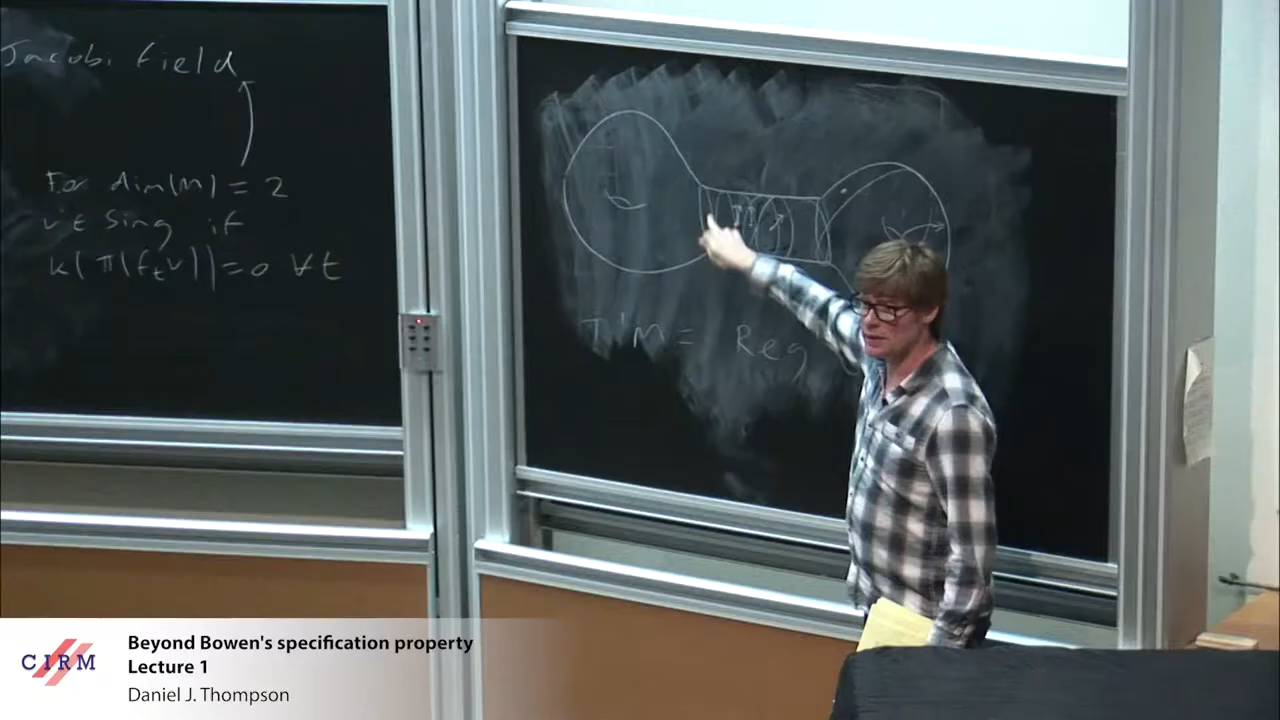 Jacobi Field
For dim(M) = 2
v ∈ Sing if
K(π(f_t v)) = 0 ∀t
T¹M = Reg
CIRM
Beyond Bowen's specification property
Lecture 1
Daniel J. Thompson